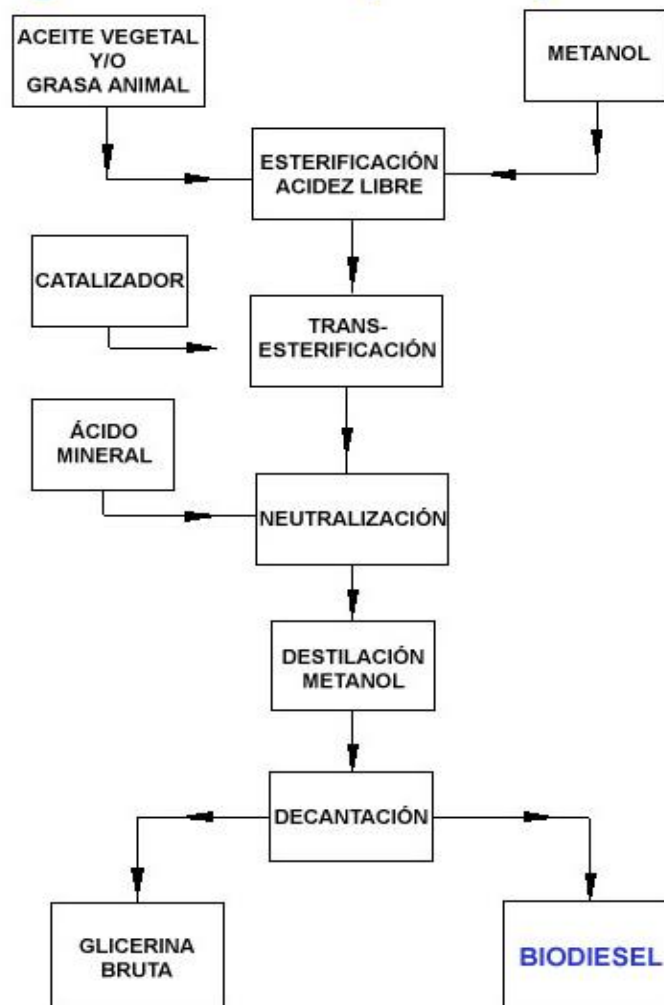 ACEITE VEGETAL
Y/O
GRASA ANIMAL
METANOL
ESTERIFICACIÓN
ACIDEZ LIBRE
CATALIZADOR
TRANS-
ESTERIFICACIÓN
ÁCIDO
MINERAL
NEUTRALIZACIÓN
DESTILACIÓN
METANOL
DECANTACIÓN
GLICERINA
BRUTA
BIODIESEL